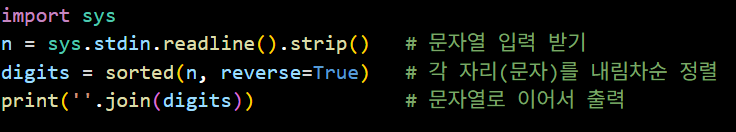 import sys
n = sys.stdin.readline().strip()   # 문자열 입력 받기
digits = sorted(n, reverse=True)   # 각 자리(문자)를 내림차순 정렬
print(''.join(digits))             # 문자열로 이어서 출력